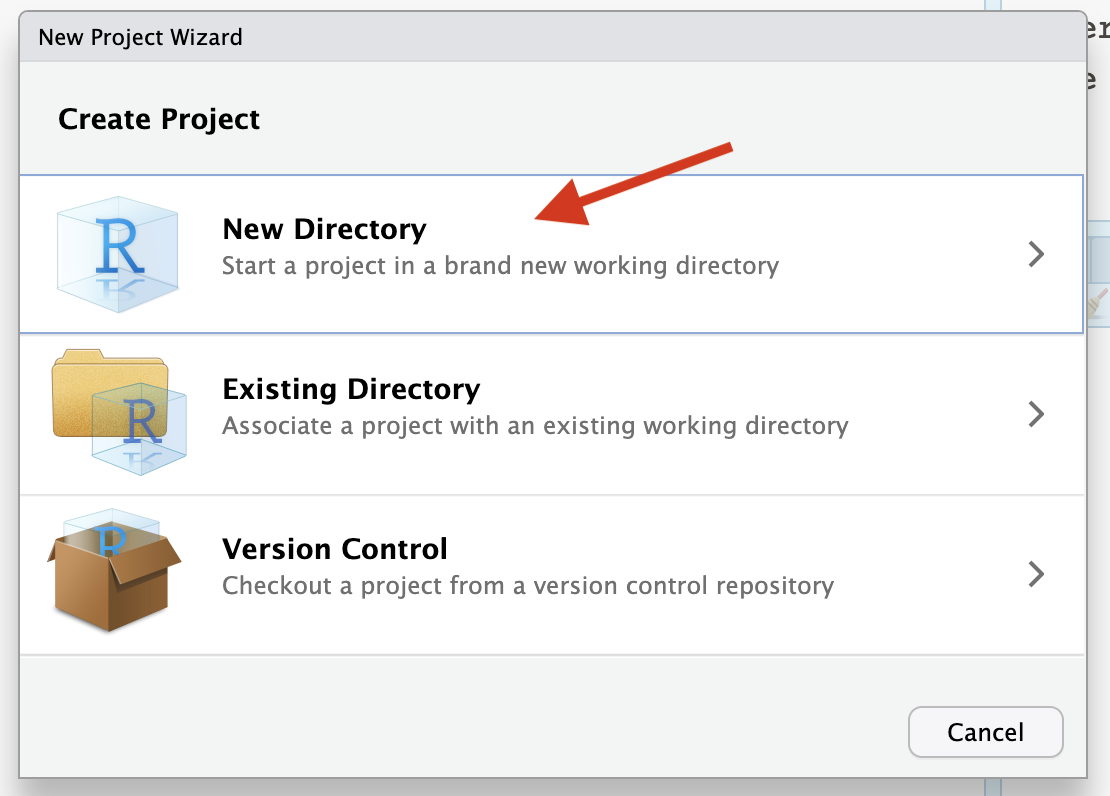 New Project Wizard
Create Project
R
New Directory
Start a project in a brand new working directory
R
Existing Directory
Associate a project with an existing working directory
R
Version Control
Checkout a project from a version control repository
Cancel